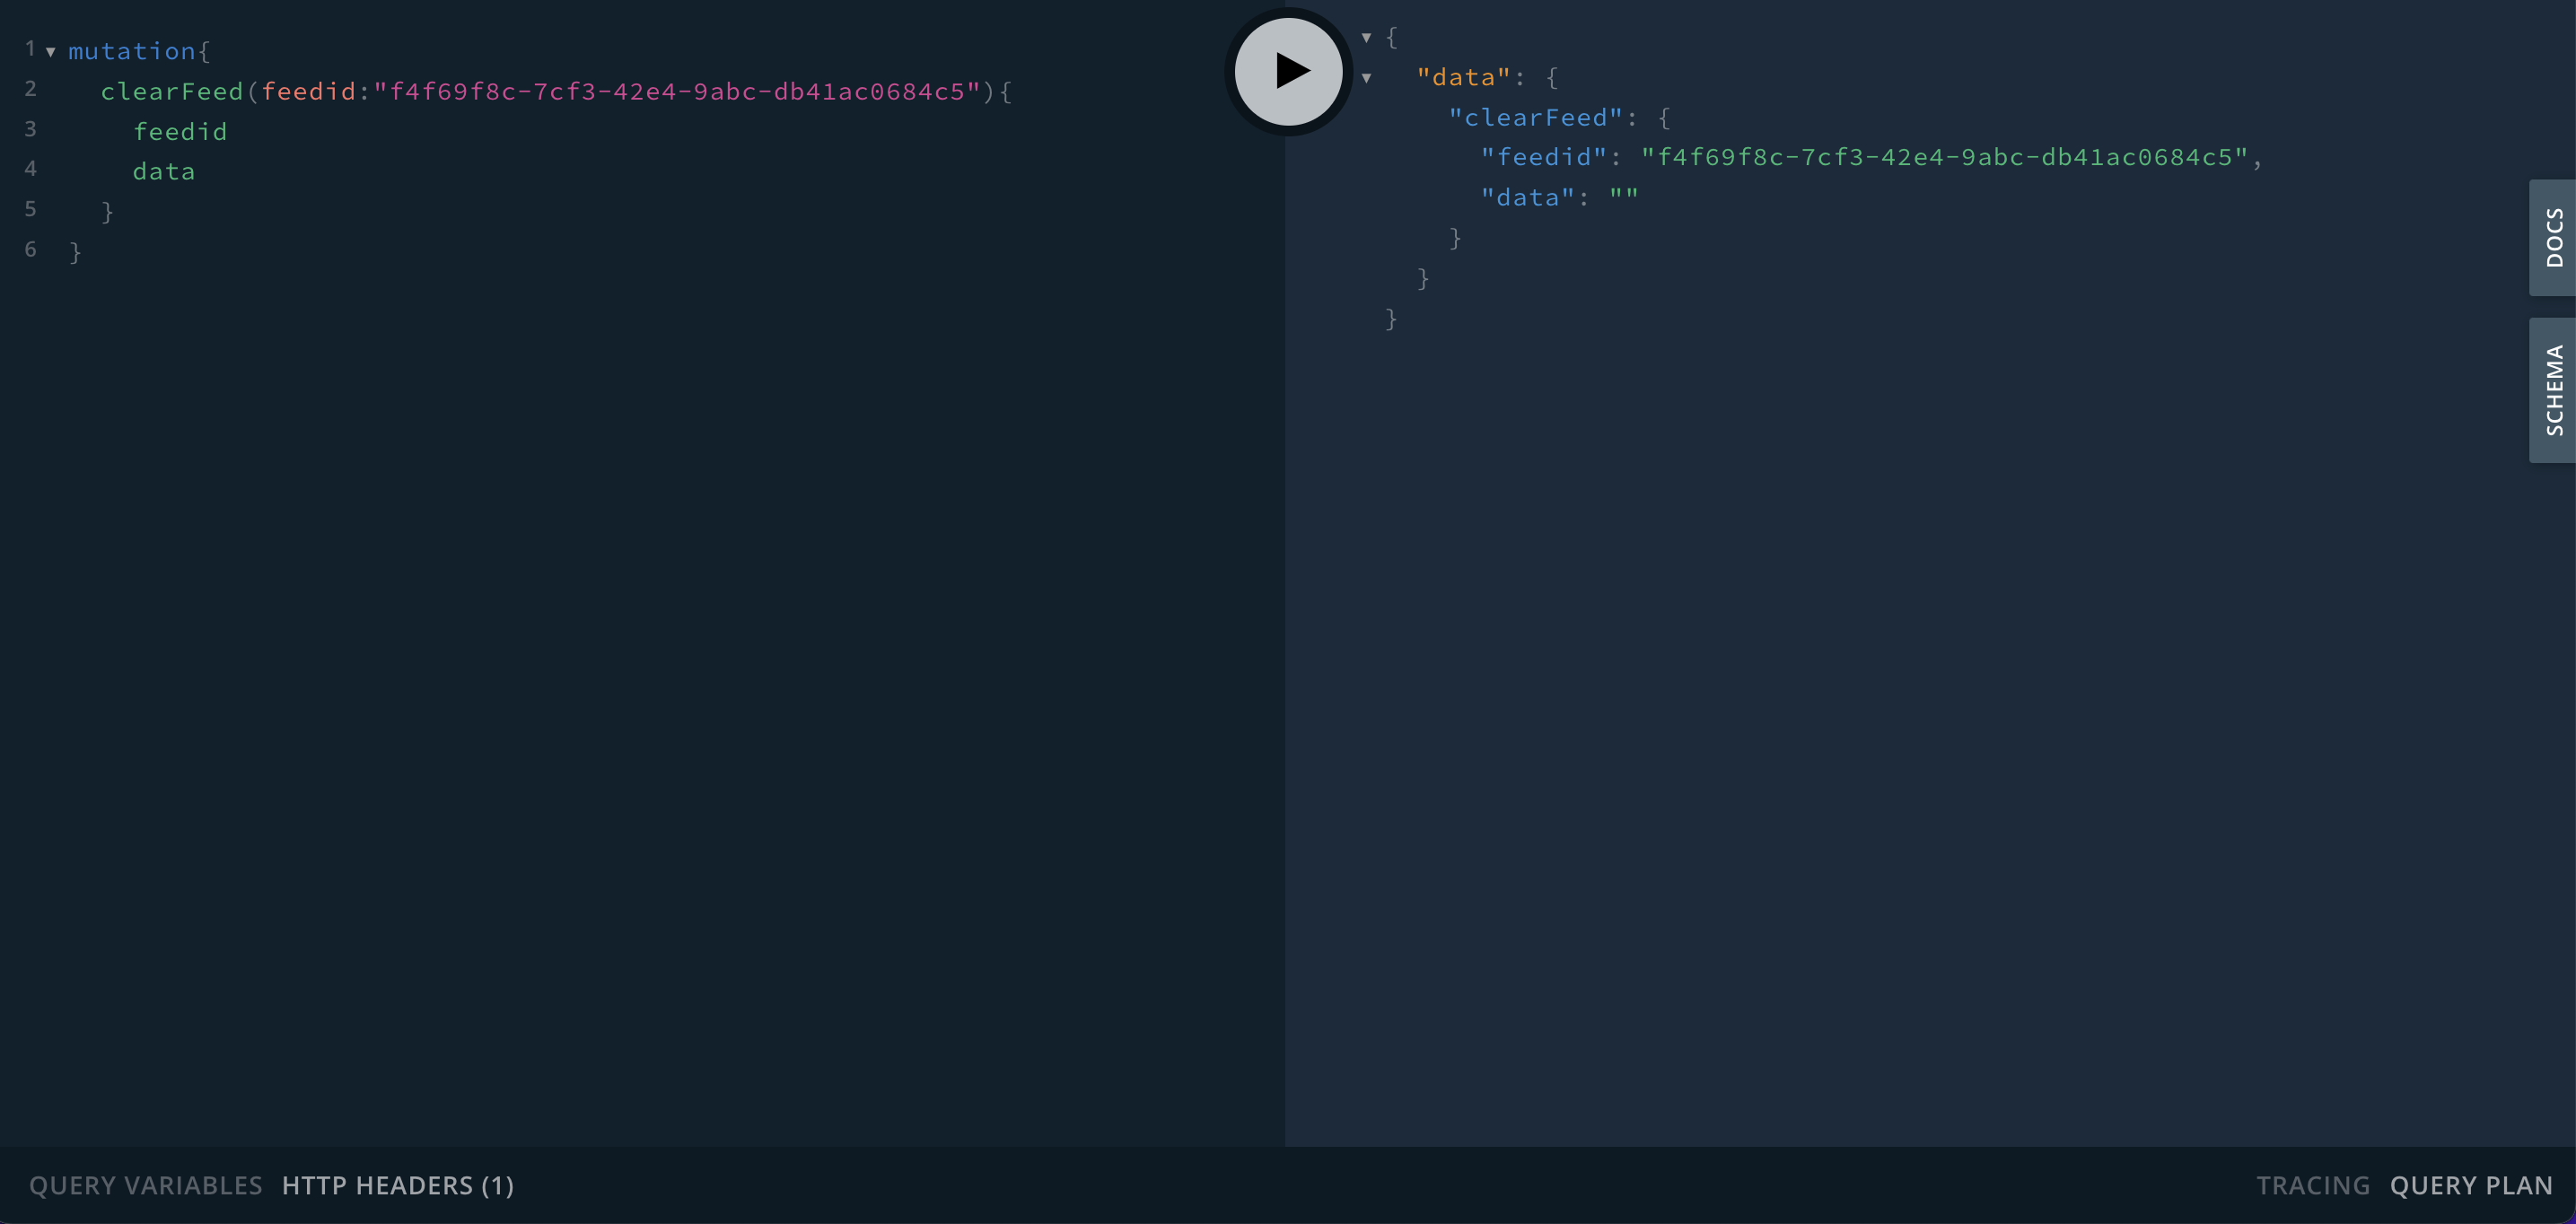 1 mutation{
2 clearFeed(feedid:"f4f69f8c-7cf3-42e4-9abc-db41ac0684c5"){
3 feedid
4 data
5 }
6 }
{
"data": {
"clearFeed": {
"feedid": "f4f69f8c-7cf3-42e4-9abc-db41ac0684c5",
"data": ""
}
}
}
DOCS
SCHEMA
QUERY VARIABLES HTTP HEADERS (1)
TRACING QUERY PLAN